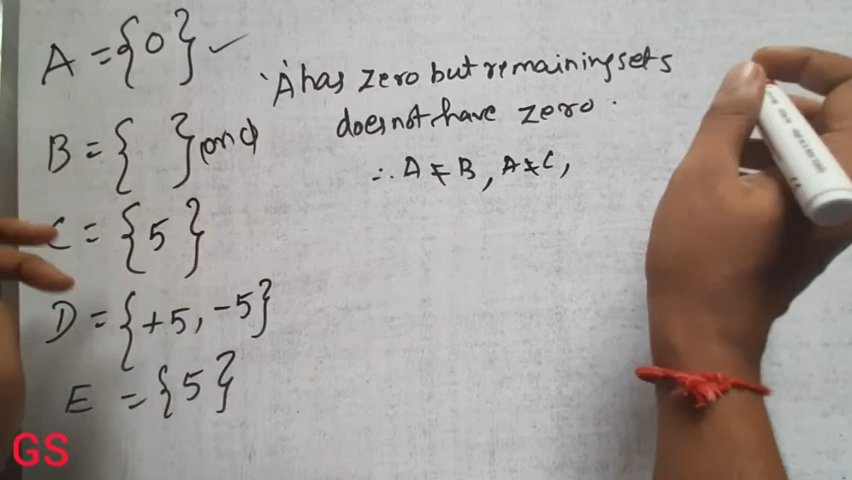 A = {0} ✓
'A' has zero but remaining sets
does not have zero.
B = { } (or) ϕ
∴ A ≠ B, A ≠ C,
C = {5}
D = {+5, -5}
E = {5}
GS